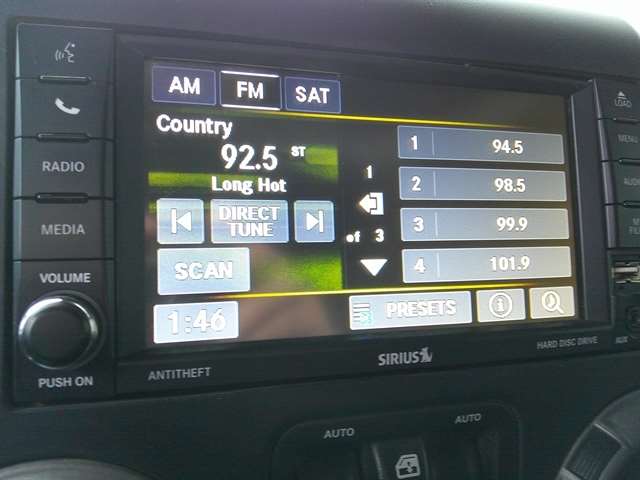 AM FM SAT
LOAD
Country
MENU
92.5 ST
1 94.5
Long Hot
1
2 98.5
RADIO
DIRECT TUNE
3 99.9
MEDIA
of 3
SCAN
4 101.9
VOLUME
1:46
PRESETS
PUSH ON
ANTITHEFT
SIRIUS
HARD DISC DRIVE
AUX
AUTO
AUTO